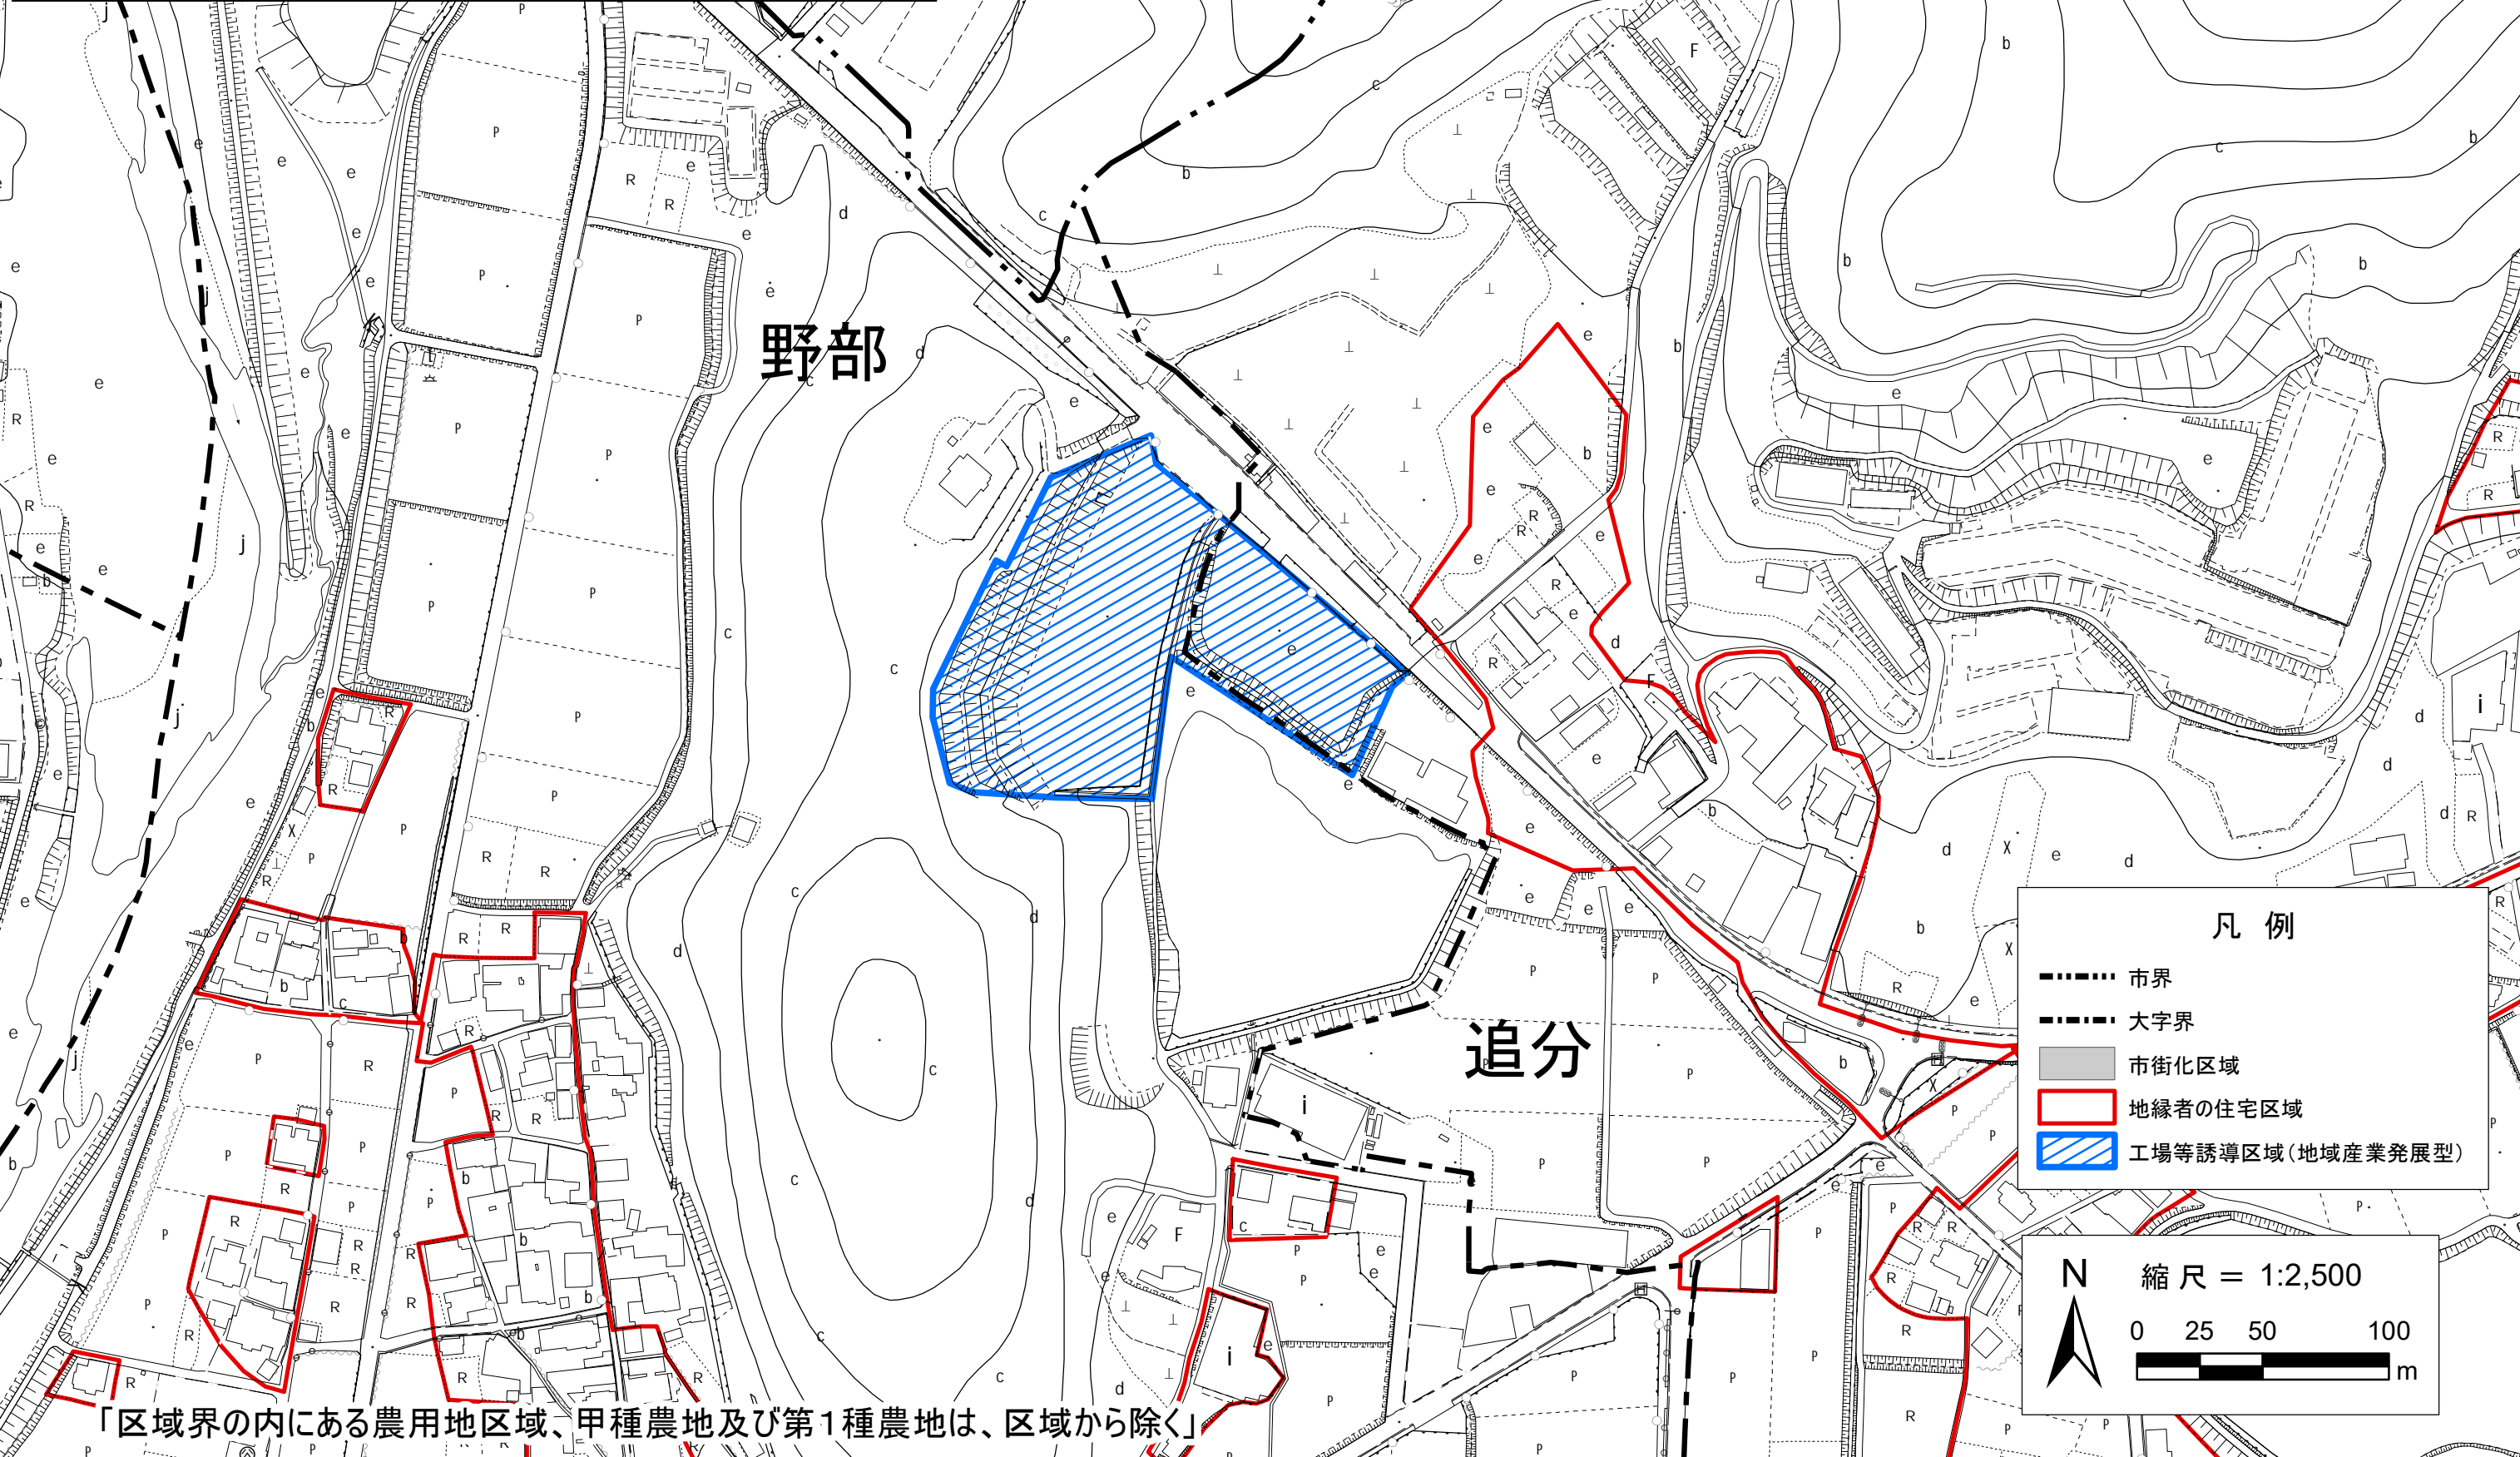 野部
追分
凡 例
市界
大字界
市街化区域
地縁者の住宅区域
工場等誘導区域（地域産業発展型）
N
縮 尺 ＝ 1:2,500
0 25 50 100
m
「区域界の内にある農用地区域、甲種農地及び第１種農地は、区域から除く」